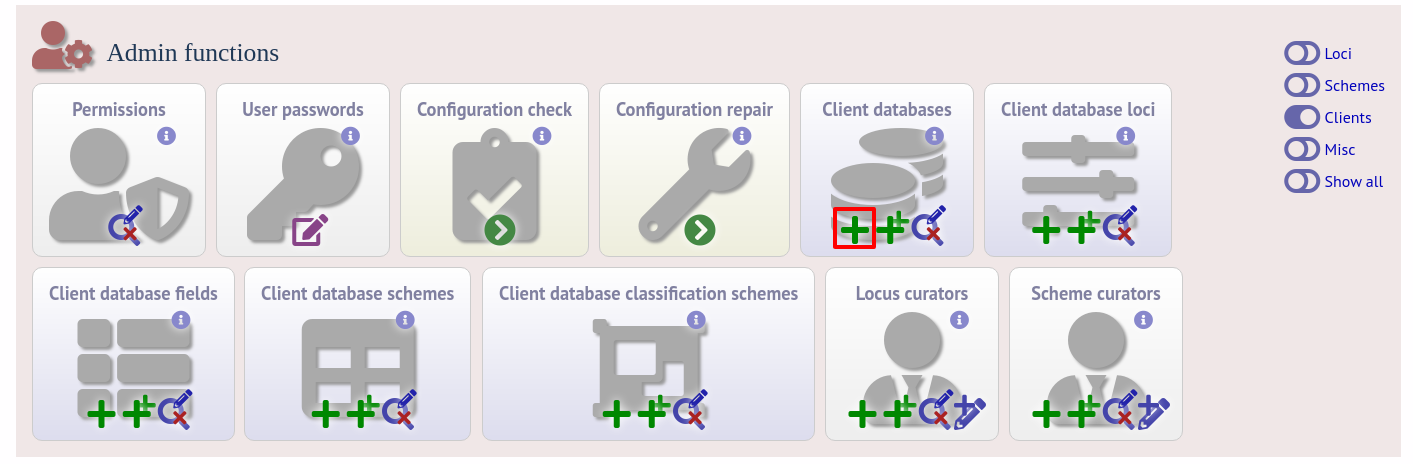 Admin functions
Loci
Schemes
Clients
Misc
Show all
Permissions
User passwords
Configuration check
Configuration repair
Client databases
Client database loci
Client database fields
Client database schemes
Client database classification schemes
Locus curators
Scheme curators